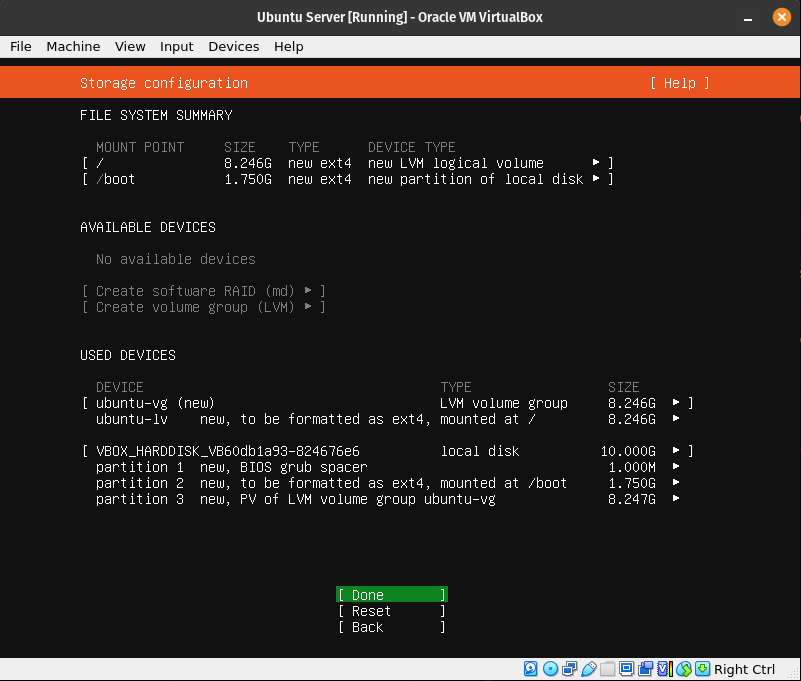 Ubuntu Server [Running] - Oracle VM VirtualBox
File Machine View Input Devices Help
Storage configuration [ Help ]
FILE SYSTEM SUMMARY
MOUNT POINT SIZE TYPE DEVICE TYPE
[ / 8.246G new ext4 new LVM logical volume ▸ ]
[ /boot 1.750G new ext4 new partition of local disk ▸ ]
AVAILABLE DEVICES
No available devices
[ Create software RAID (md) ▸ ]
[ Create volume group (LVM) ▸ ]
USED DEVICES
DEVICE TYPE SIZE
[ ubuntu-vg (new) LVM volume group 8.246G ▸ ]
ubuntu-lv new, to be formatted as ext4, mounted at / 8.246G ▸
[ VBOX_HARDDISK_VB60db1a93-824676e6 local disk 10.000G ▸ ]
partition 1 new, BIOS grub spacer 1.000M ▸
partition 2 new, to be formatted as ext4, mounted at /boot 1.750G ▸
partition 3 new, PV of LVM volume group ubuntu-vg 8.247G ▸
[ Done ]
[ Reset ]
[ Back ]
Right Ctrl